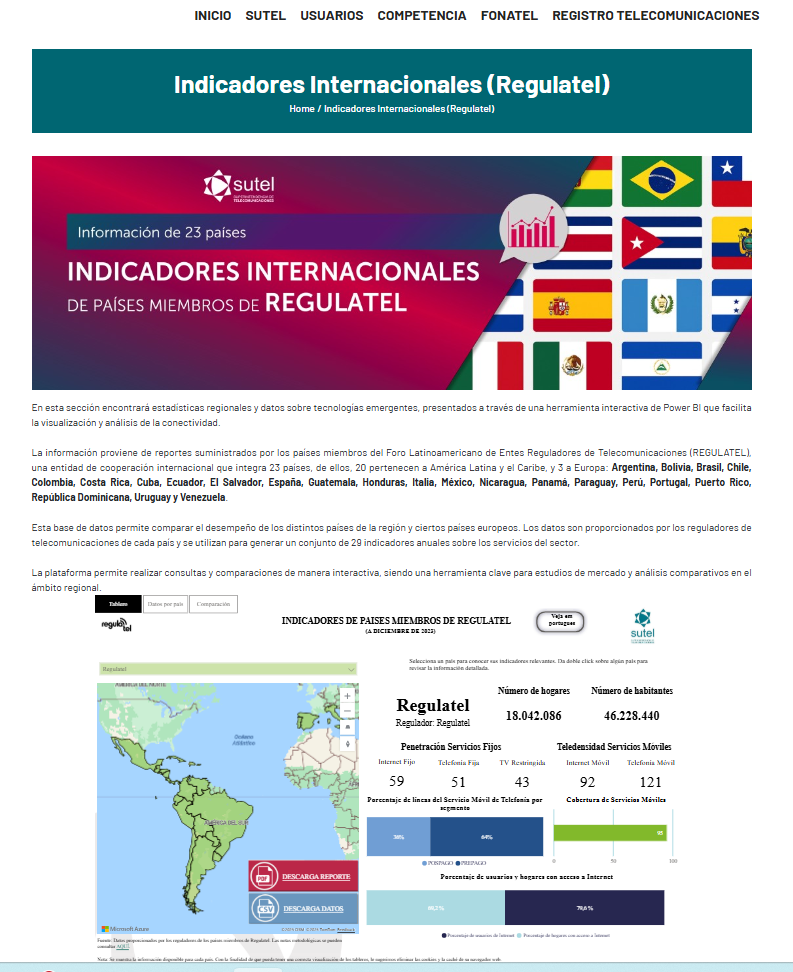 INICIO SUTEL USUARIOS COMPETENCIA FONATEL REGISTRO TELECOMUNICACIONES
Indicadores Internacionales (Regulatel)
Home / Indicadores Internacionales (Regulatel)
sutel
SUPERINTENDENCIA DE
TELECOMUNICACIONES
Información de 23 países
INDICADORES INTERNACIONALES
DE PAÍSES MIEMBROS DE REGULATEL
En esta sección encontrará estadísticas regionales y datos sobre tecnologías emergentes, presentados a través de una herramienta interactiva de Power BI que facilita
la visualización y análisis de la conectividad.
La información proviene de reportes suministrados por los países miembros del Foro Latinoamericano de Entes Reguladores de Telecomunicaciones (REGULATEL),
una entidad de cooperación internacional que integra 23 países, de ellos, 20 pertenecen a América Latina y el Caribe, y 3 a Europa: Argentina, Bolivia, Brasil, Chile,
Colombia, Costa Rica, Cuba, Ecuador, El Salvador, España, Guatemala, Honduras, Italia, México, Nicaragua, Panamá, Paraguay, Perú, Portugal, Puerto Rico,
República Dominicana, Uruguay y Venezuela.
Esta base de datos permite comparar el desempeño de los distintos países de la región y ciertos países europeos. Los datos son proporcionados por los reguladores de
telecomunicaciones de cada país y se utilizan para generar un conjunto de 29 indicadores anuales sobre los servicios del sector.
La plataforma permite realizar consultas y comparaciones de manera interactiva, siendo una herramienta clave para estudios de mercado y análisis comparativos en el
ámbito regional.
Tablero Datos por país Comparación
regulatel
INDICADORES DE PAISES MIEMBROS DE REGULATEL
(A DICIEMBRE DE 2023)
Veja em
portugues
sutel
Regulatel
Selecciona un país para conocer sus indicadores relevantes. Da doble click sobre algún país para
revisar la información detallada.
AMÉRICA DEL NORTE
Océano
Atlántico
AMÉRICA DEL SUR
DESCARGA REPORTE
PDF
DESCARGA DATOS
CSV
Microsoft Azure
Regulatel
Regulador: Regulatel
Número de hogares Número de habitantes
18.042.086 46.228.440
Penetración Servicios Fijos Teledensidad Servicios Móviles
Internet Fijo Telefonía Fija TV Restringida Internet Móvil Telefonía Móvil
59 51 43 92 121
Porcentaje de líneas del Servicio Móvil de Telefonía por
segmento
Cobertura de Servicios Móviles
64%
95
0 50 100
POSPAGO PREPAGO
Porcentaje de usuarios y hogares con acceso a Internet
78,6 %
Porcentaje de usuarios de Internet Porcentaje de hogares con acceso a Internet
Fuente: Datos proporcionados por los reguladores de los países miembros de Regulatel. Las notas metodológicas se pueden
consultar AQUÍ.
Nota: Se muestra la información disponible para cada país. Con la finalidad de que pueda tener una correcta visualización de los tableros, le sugerimos eliminar las cookies y la caché de su navegador web.